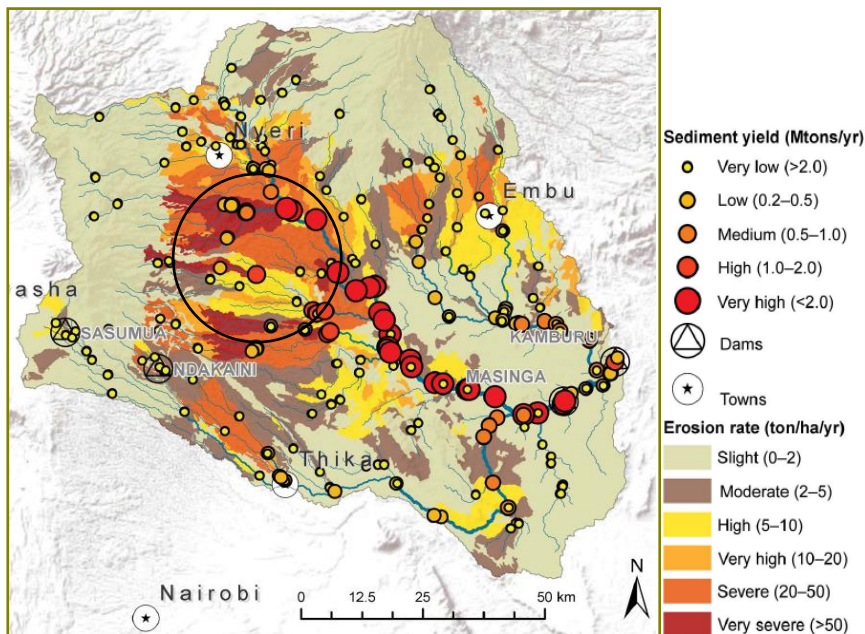 Nyeri
Embu
asha
SASUMUA
NDAKAINI
KAMBURU
MASINGA
Thika
Nairobi
N
0 12.5 25 50 km
Sediment yield (Mtons/yr)
Very low (>2.0)
Low (0.2–0.5)
Medium (0.5–1.0)
High (1.0–2.0)
Very high (<2.0)
Dams
Towns
Erosion rate (ton/ha/yr)
Slight (0–2)
Moderate (2–5)
High (5–10)
Very high (10–20)
Severe (20–50)
Very severe (>50)